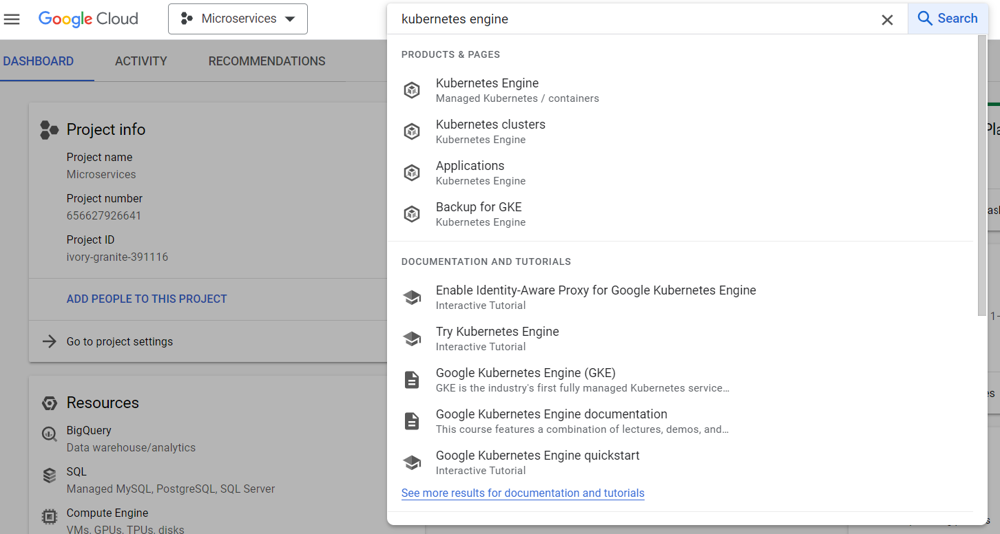 Google Cloud
Microservices
kubernetes engine
Search
DASHBOARD
ACTIVITY
RECOMMENDATIONS
Project info
Project name
Microservices
Project number
656627926641
Project ID
ivory-granite-391116
ADD PEOPLE TO THIS PROJECT
Go to project settings
Resources
BigQuery
Data warehouse/analytics
SQL
Managed MySQL, PostgreSQL, SQL Server
Compute Engine
VMs, GPUs, TPUs, disks
PRODUCTS & PAGES
Kubernetes Engine
Managed Kubernetes / containers
Kubernetes clusters
Kubernetes Engine
Applications
Kubernetes Engine
Backup for GKE
Kubernetes Engine
DOCUMENTATION AND TUTORIALS
Enable Identity-Aware Proxy for Google Kubernetes Engine
Interactive Tutorial
Try Kubernetes Engine
Interactive Tutorial
Google Kubernetes Engine (GKE)
GKE is the industry's first fully managed Kubernetes service…
Google Kubernetes Engine documentation
This course features a combination of lectures, demos, and…
Google Kubernetes Engine quickstart
Interactive Tutorial
See more results for documentation and tutorials